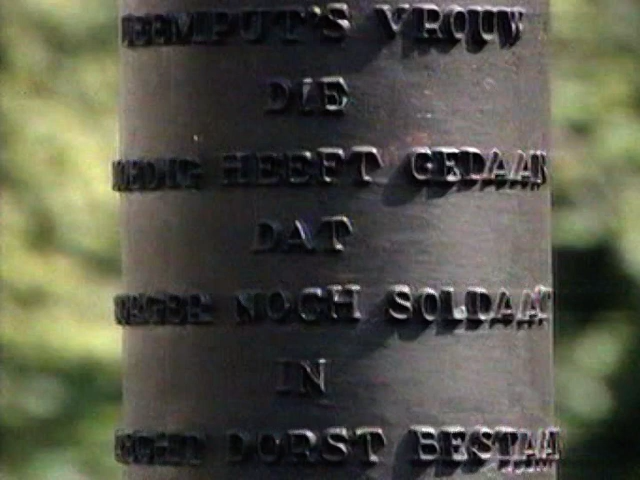 VROUW
DIE
HEEFT GEDAAN
DAT
NOCH SOLDAAT
IN
DORST BESTAAN